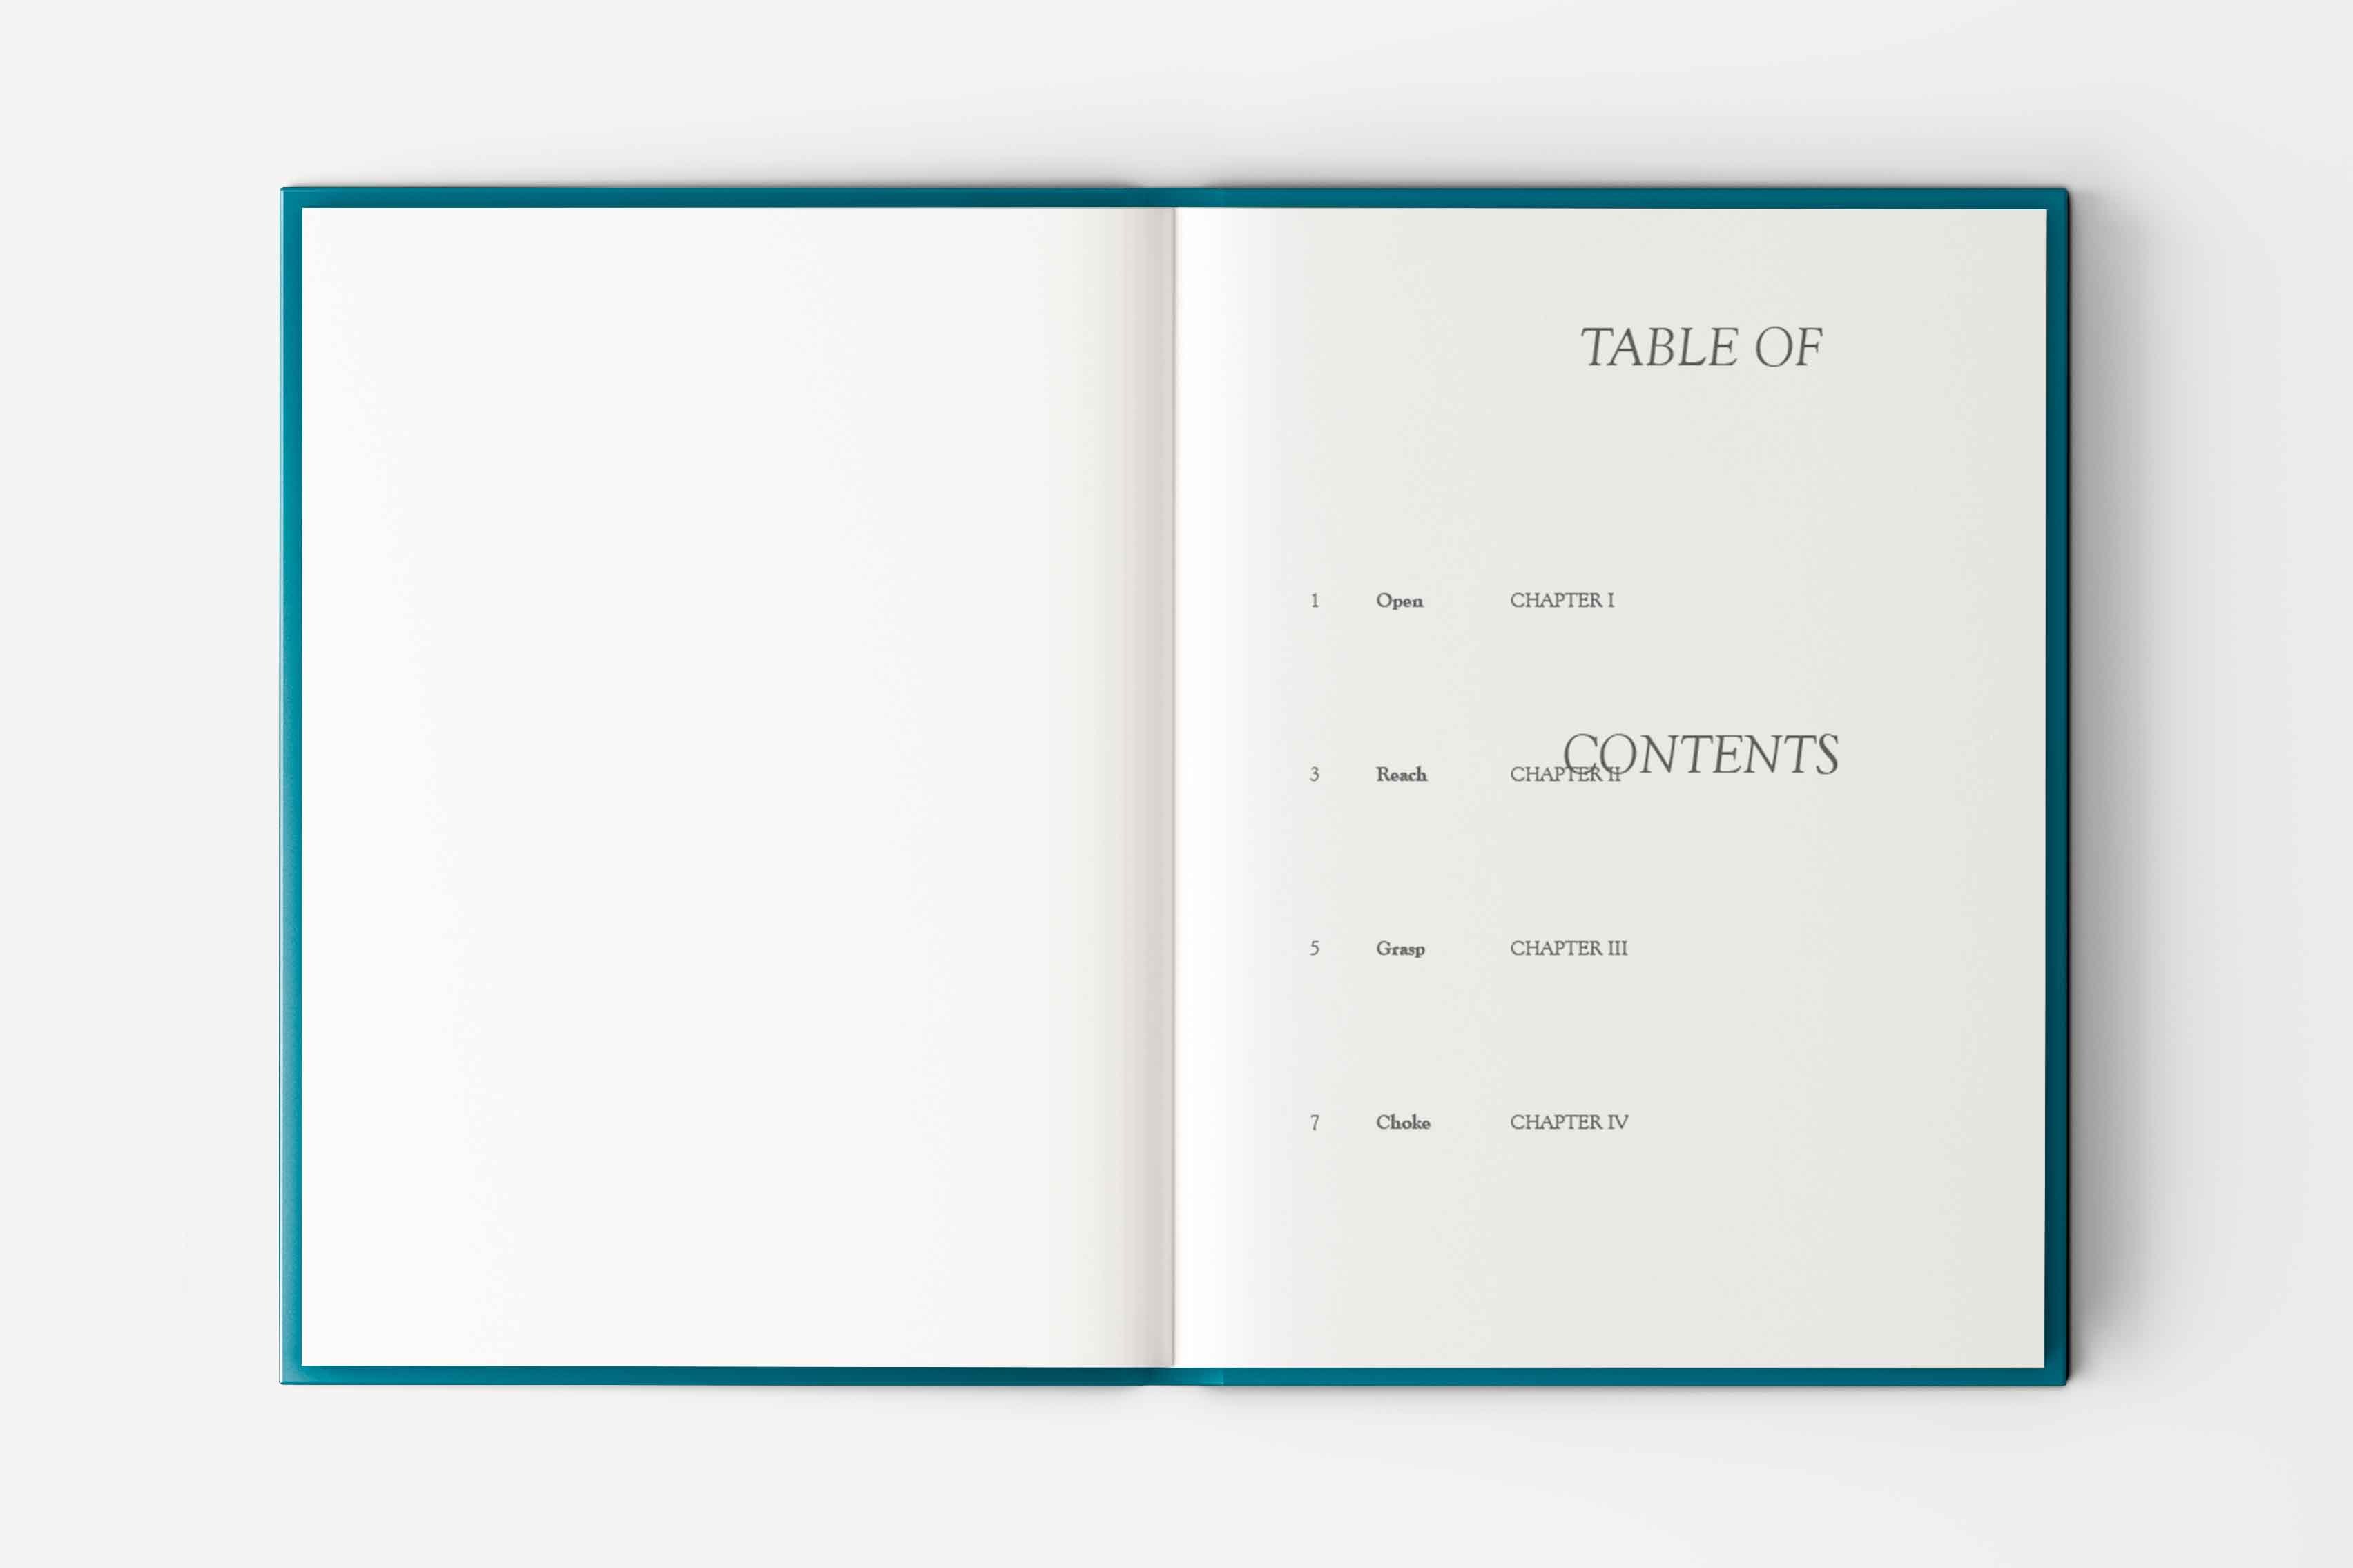 TABLE OF
1 Open CHAPTER I
CONTENTS
3 Reach CHAPTER II
5 Grasp CHAPTER III
7 Choke CHAPTER IV